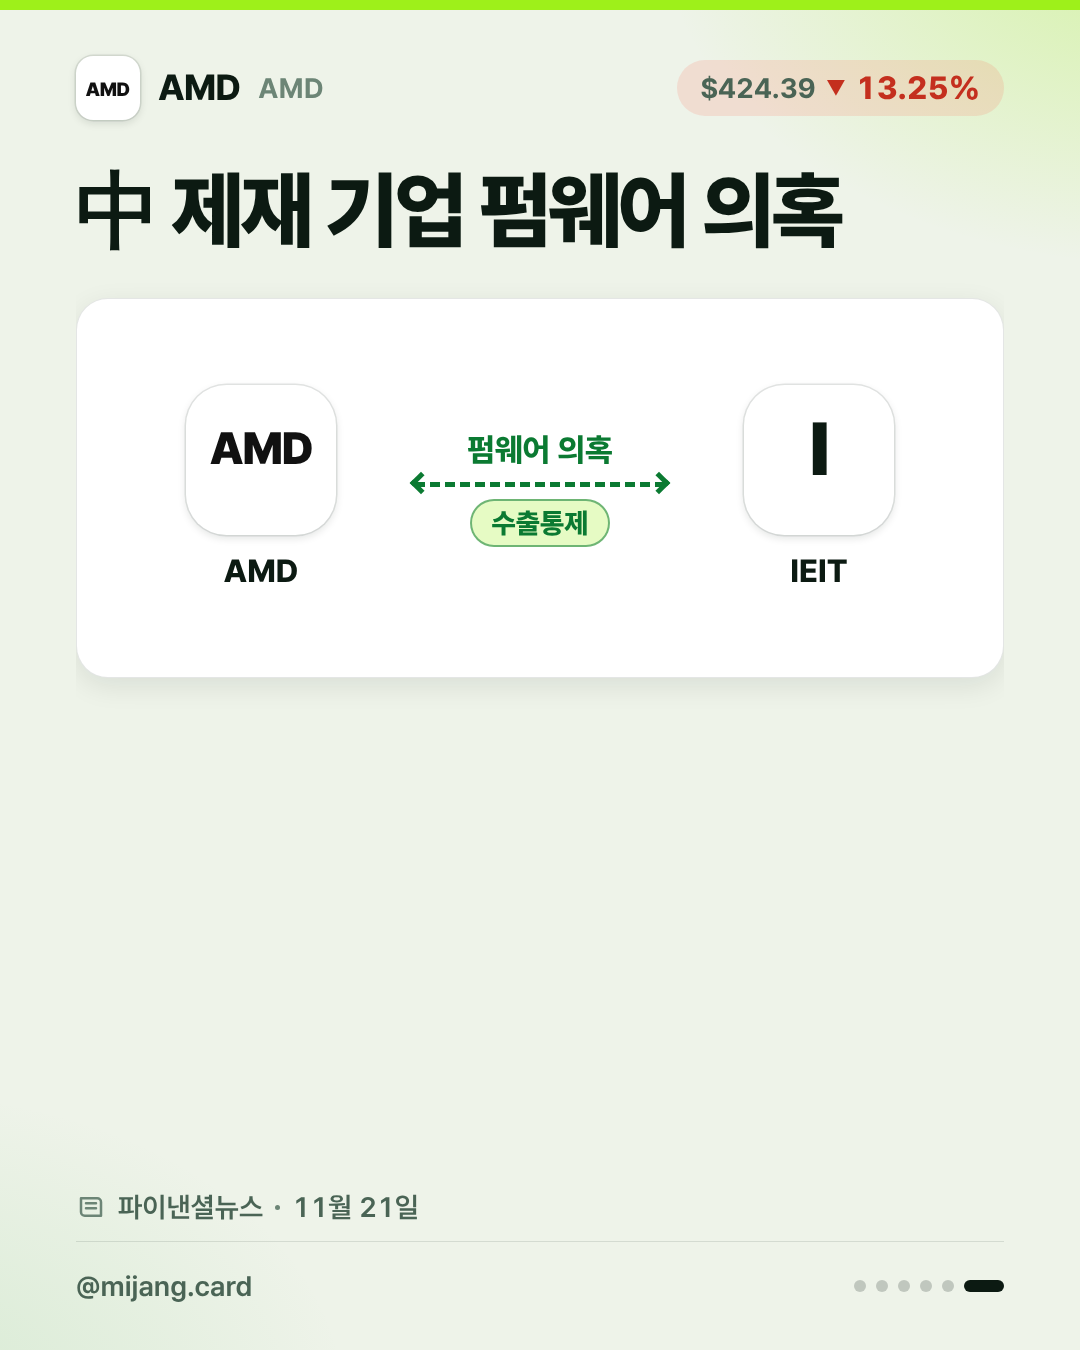 AMD AMD AMD $424.39 ▼ 13.25%
中 제재 기업 펌웨어 의혹
펌웨어 의혹
AMD I
수출통제
AMD IEIT
파이낸셜뉴스 · 11월 21일
@mijang.card